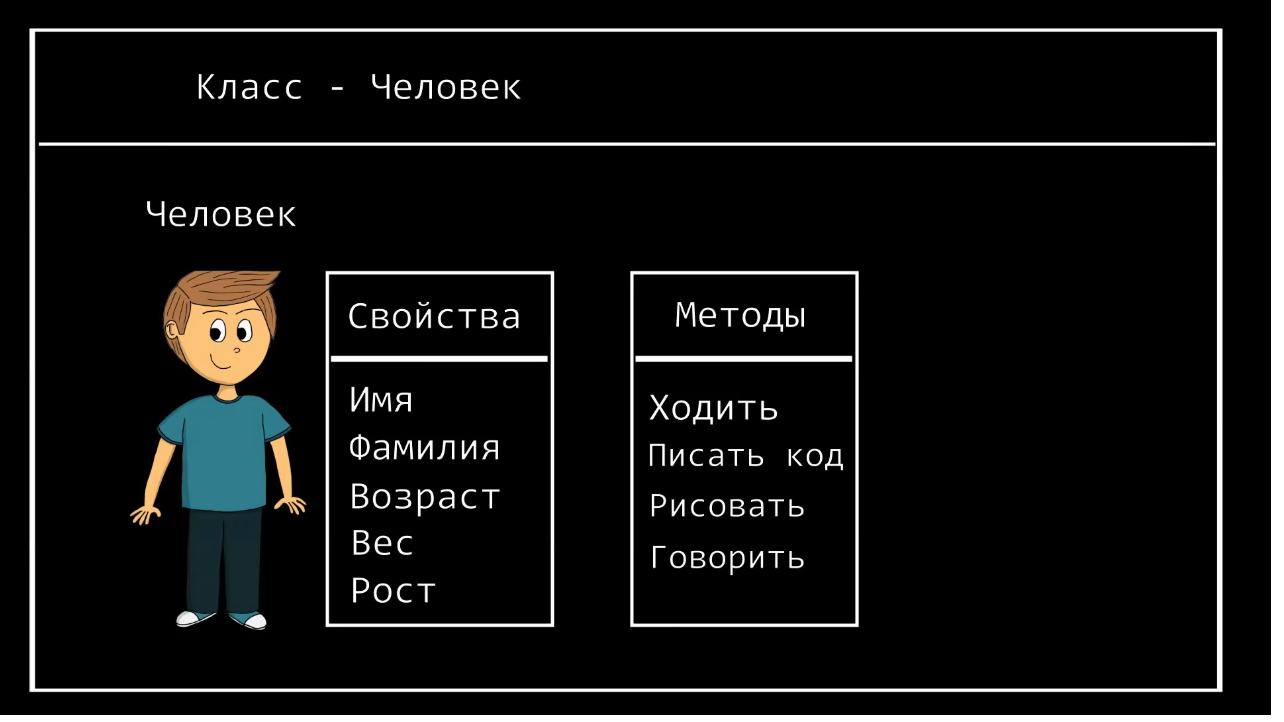 Класс - Человек
Человек
Свойства
Имя
Фамилия
Возраст
Вес
Рост
Методы
Ходить
Писать код
Рисовать
Говорить